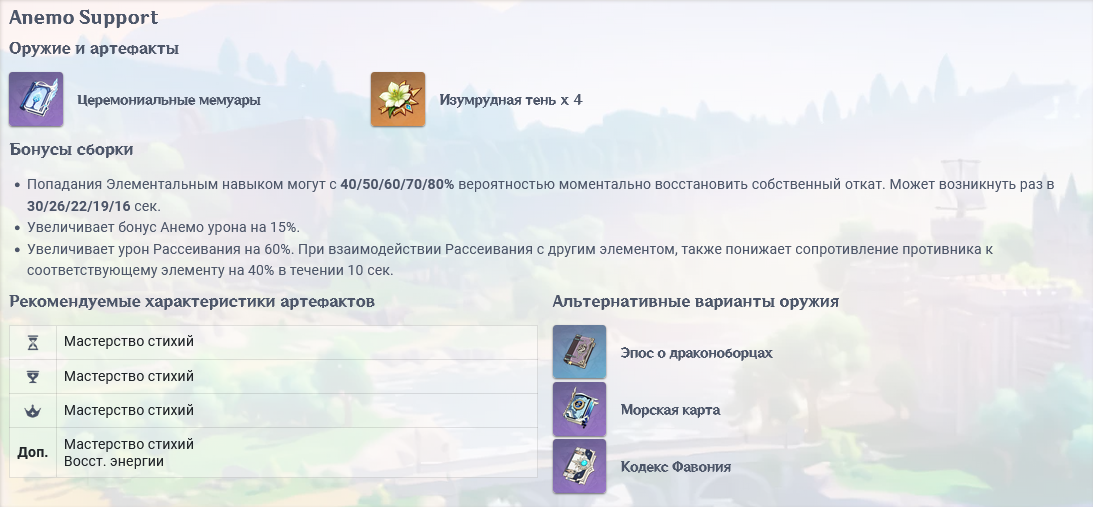 Anemo Support
Оружие и артефакты
Церемониальные мемуары
Изумрудная тень x 4
Бонусы сборки
• Попадания Элементальным навыком могут с 40/50/60/70/80% вероятностью моментально восстановить собственный откат. Может возникнуть раз в
30/26/22/19/16 сек.
• Увеличивает бонус Анемо урона на 15%.
• Увеличивает урон Рассеивания на 60%. При взаимодействии Рассеивания с другим элементом, также понижает сопротивление противника к
соответствующему элементу на 40% в течении 10 сек.
Рекомендуемые характеристики артефактов
Мастерство стихий
Мастерство стихий
Мастерство стихий
Доп.
Мастерство стихий
Восст. энергии
Альтернативные варианты оружия
Эпос о драконоборцах
Морская карта
Кодекс Фавония